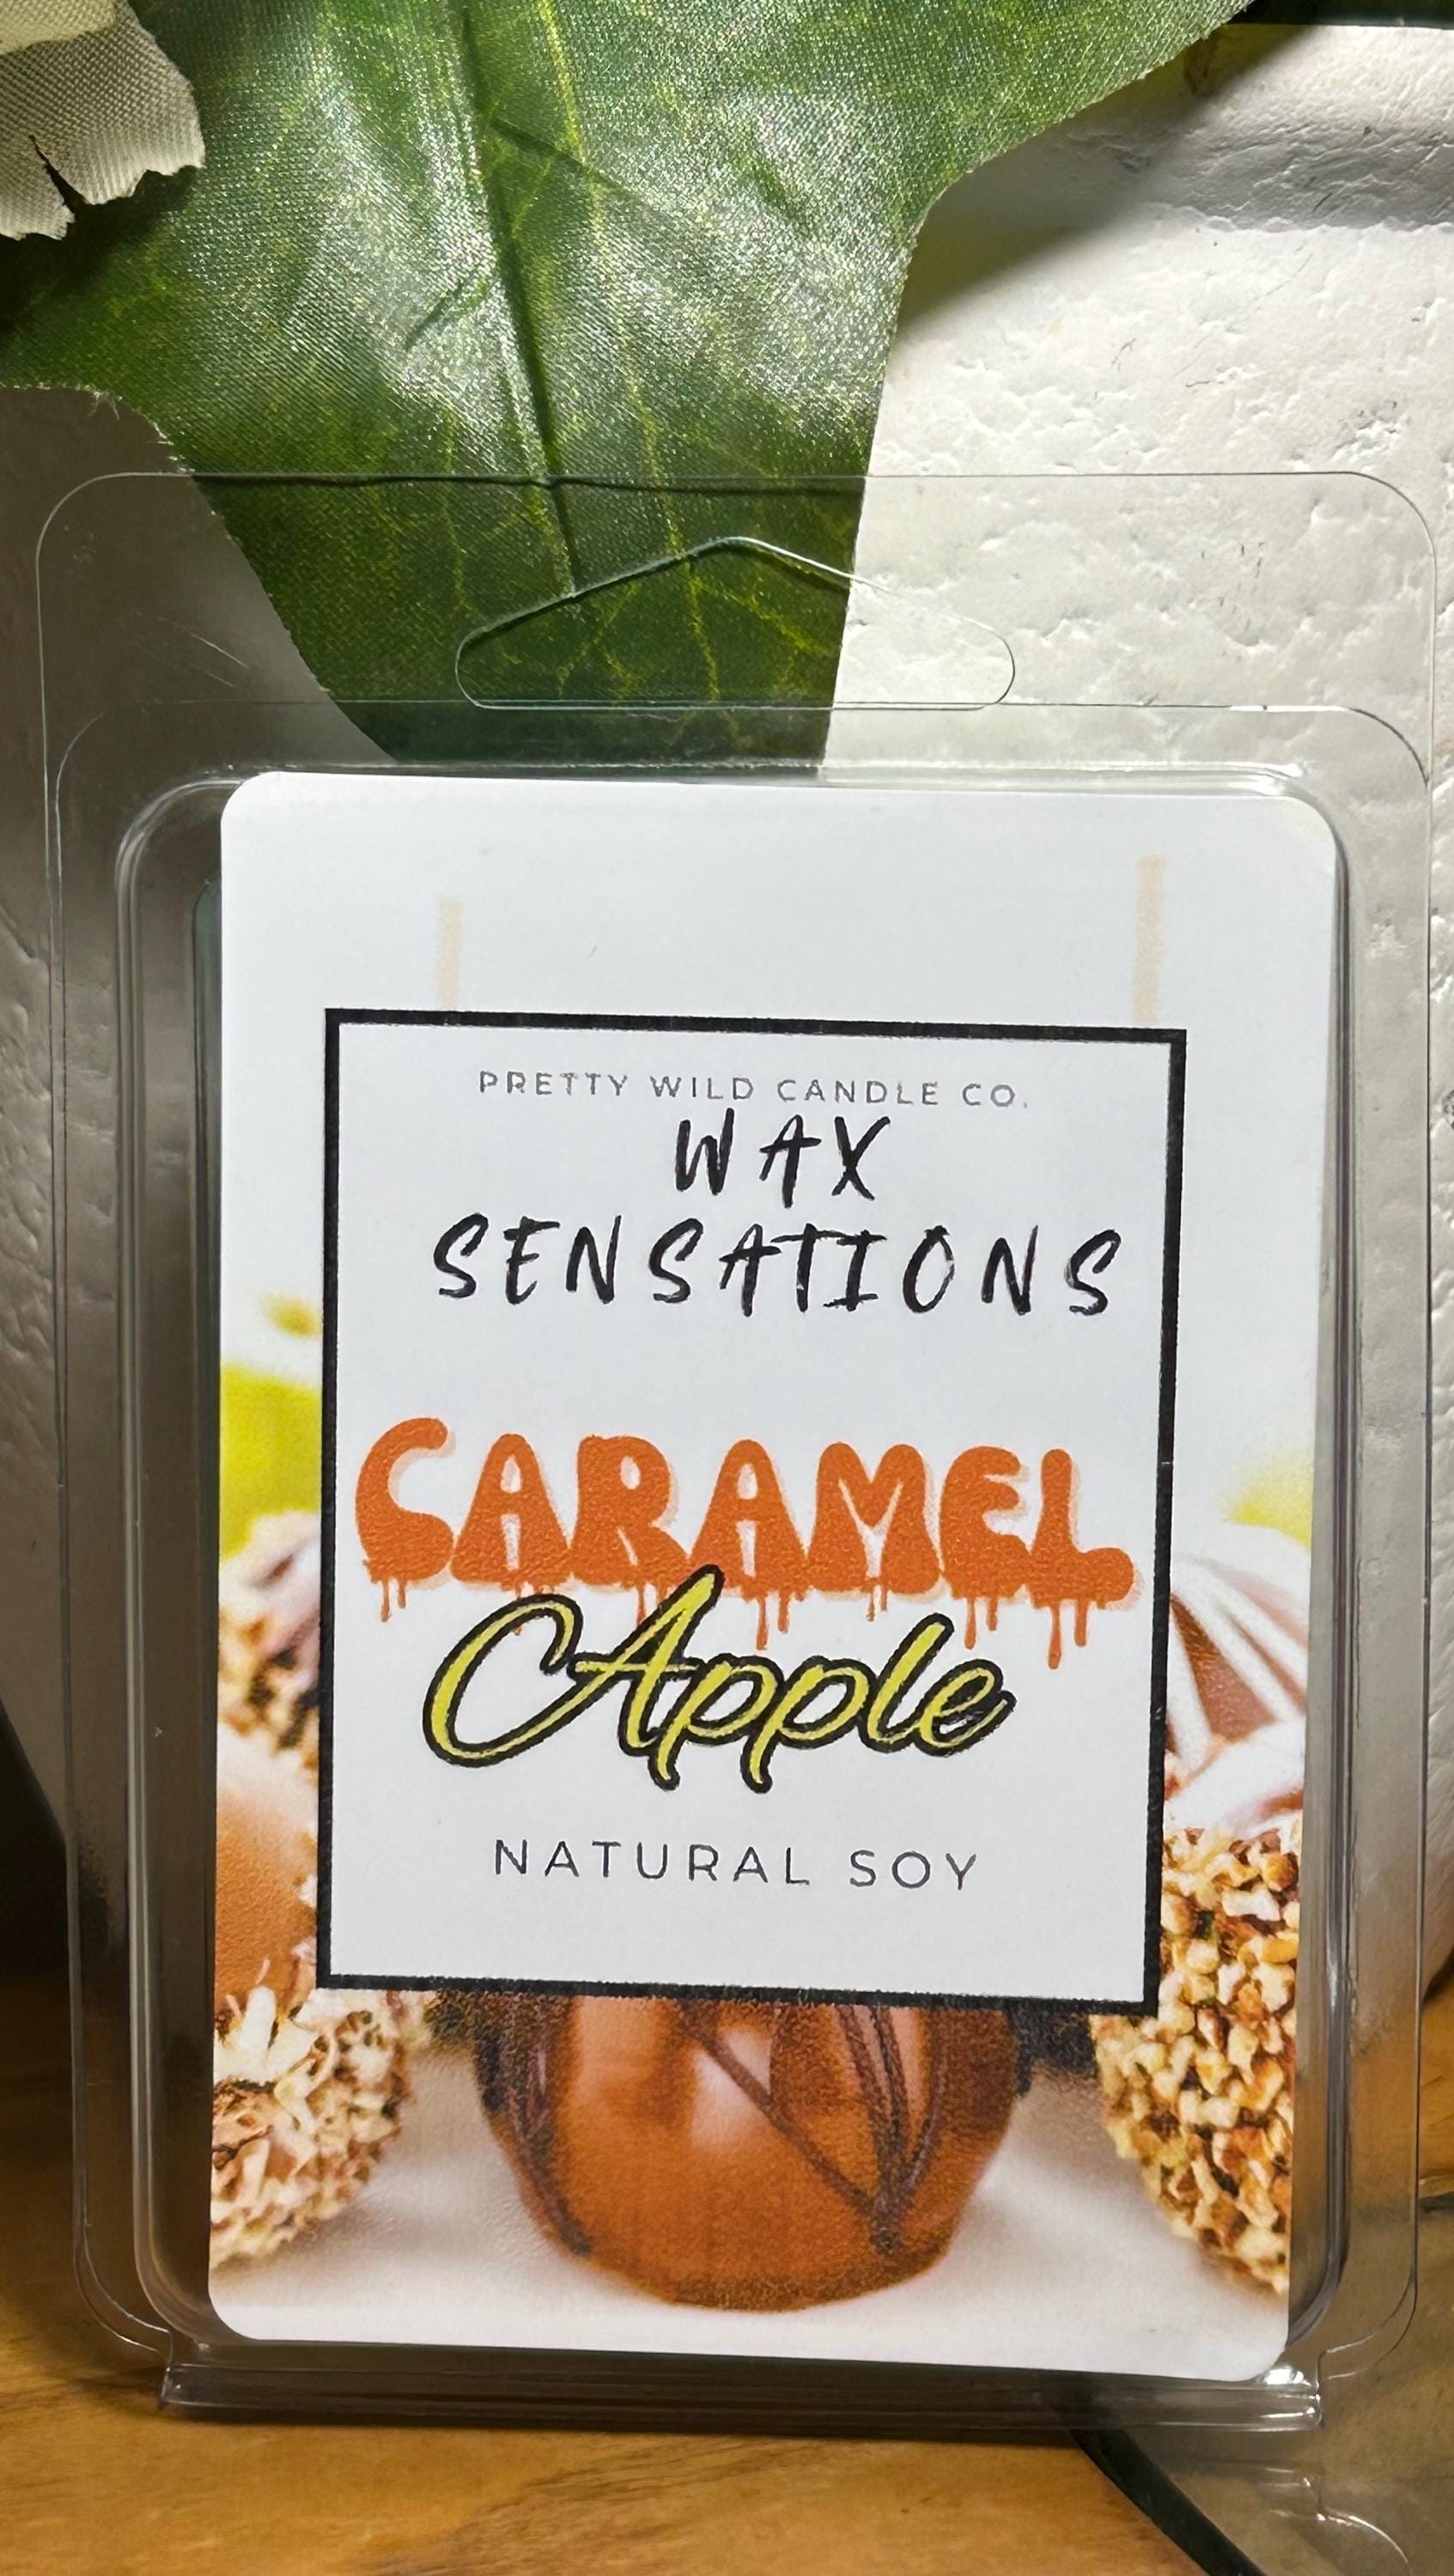 PRETTY WILD CANDLE CO.
WAX
SENSATIONS
CARAMEL
Apple
NATURAL SOY